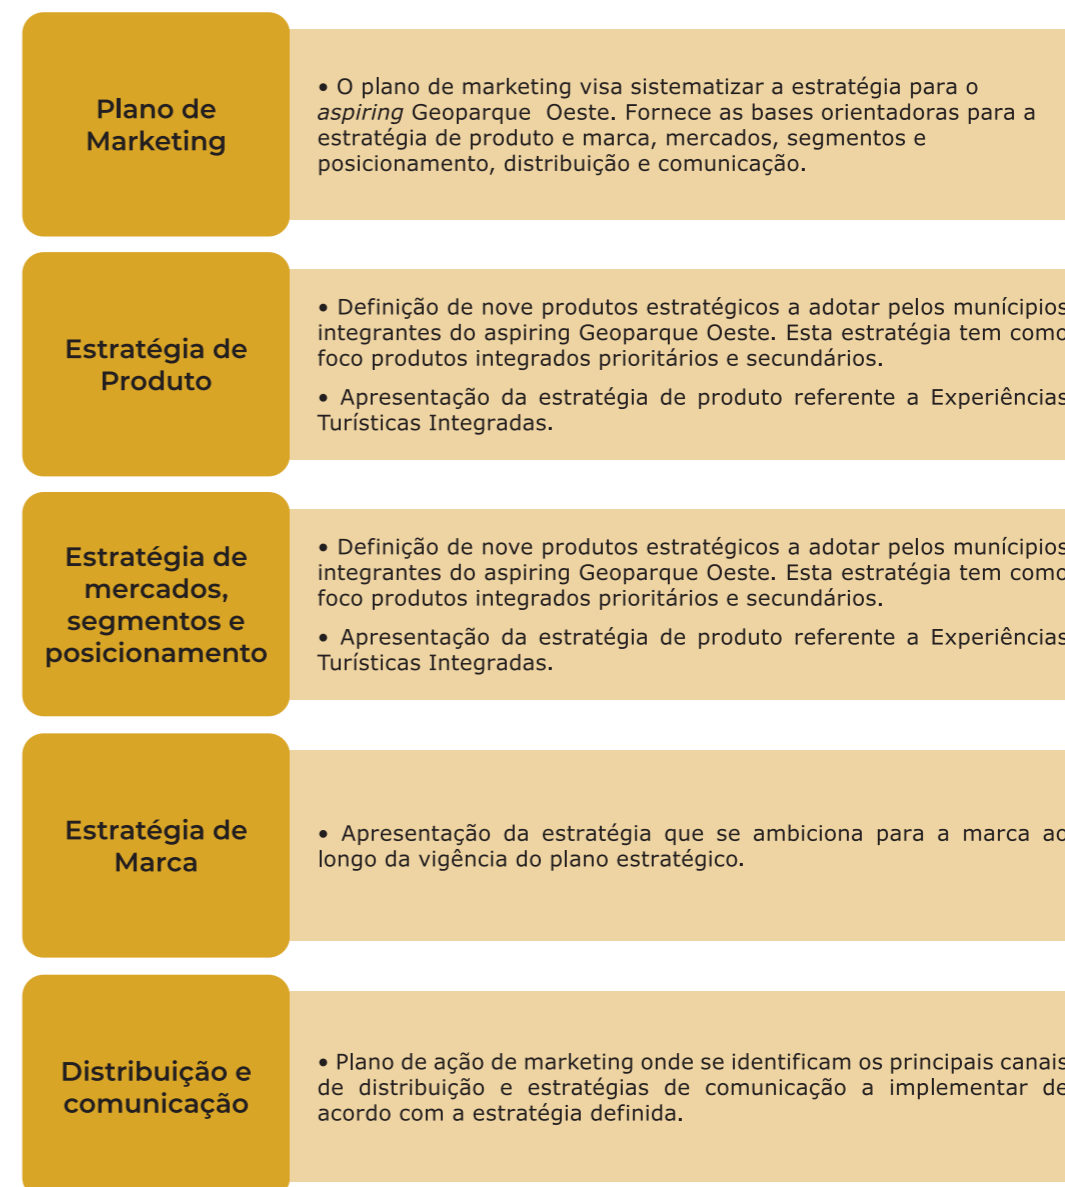 Plano de
Marketing
• O plano de marketing visa sistematizar a estratégia para o
aspiring Geoparque Oeste. Fornece as bases orientadoras para a
estratégia de produto e marca, mercados, segmentos e
posicionamento, distribuição e comunicação.
Estratégia de
Produto
• Definição de nove produtos estratégicos a adotar pelos munícipios
integrantes do aspiring Geoparque Oeste. Esta estratégia tem como
foco produtos integrados prioritários e secundários.
• Apresentação da estratégia de produto referente a Experiências
Turísticas Integradas.
Estratégia de
mercados,
segmentos e
posicionamento
• Definição de nove produtos estratégicos a adotar pelos munícipios
integrantes do aspiring Geoparque Oeste. Esta estratégia tem como
foco produtos integrados prioritários e secundários.
• Apresentação da estratégia de produto referente a Experiências
Turísticas Integradas.
Estratégia de
Marca
• Apresentação da estratégia que se ambiciona para a marca ao
longo da vigência do plano estratégico.
Distribuição e
comunicação
• Plano de ação de marketing onde se identificam os principais canais
de distribuição e estratégias de comunicação a implementar de
acordo com a estratégia definida.